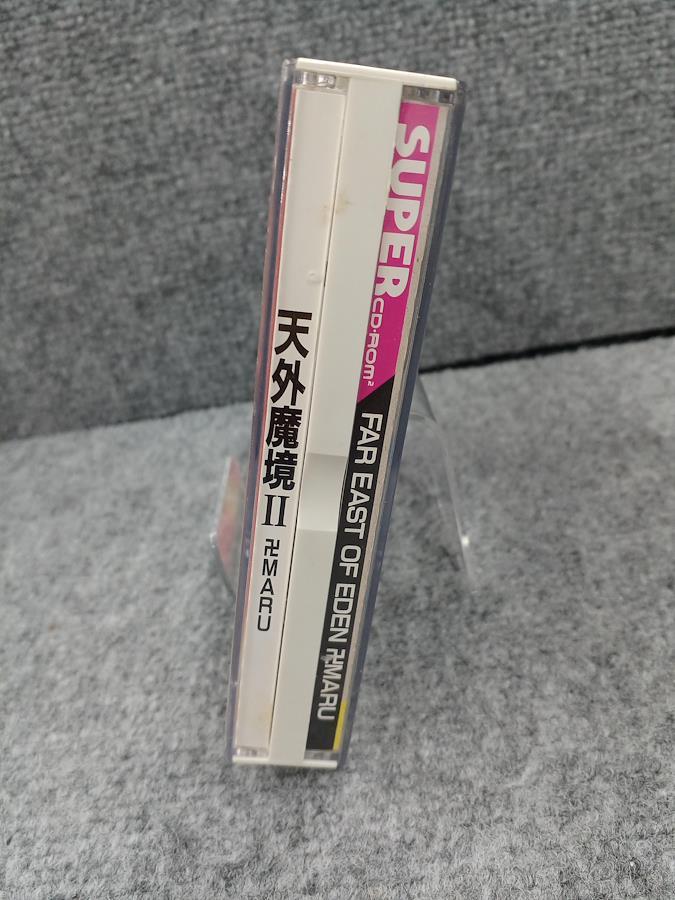 天外魔境II 卍MARU
SUPER CD-ROM²
FAR EAST OF EDEN 卍MARU